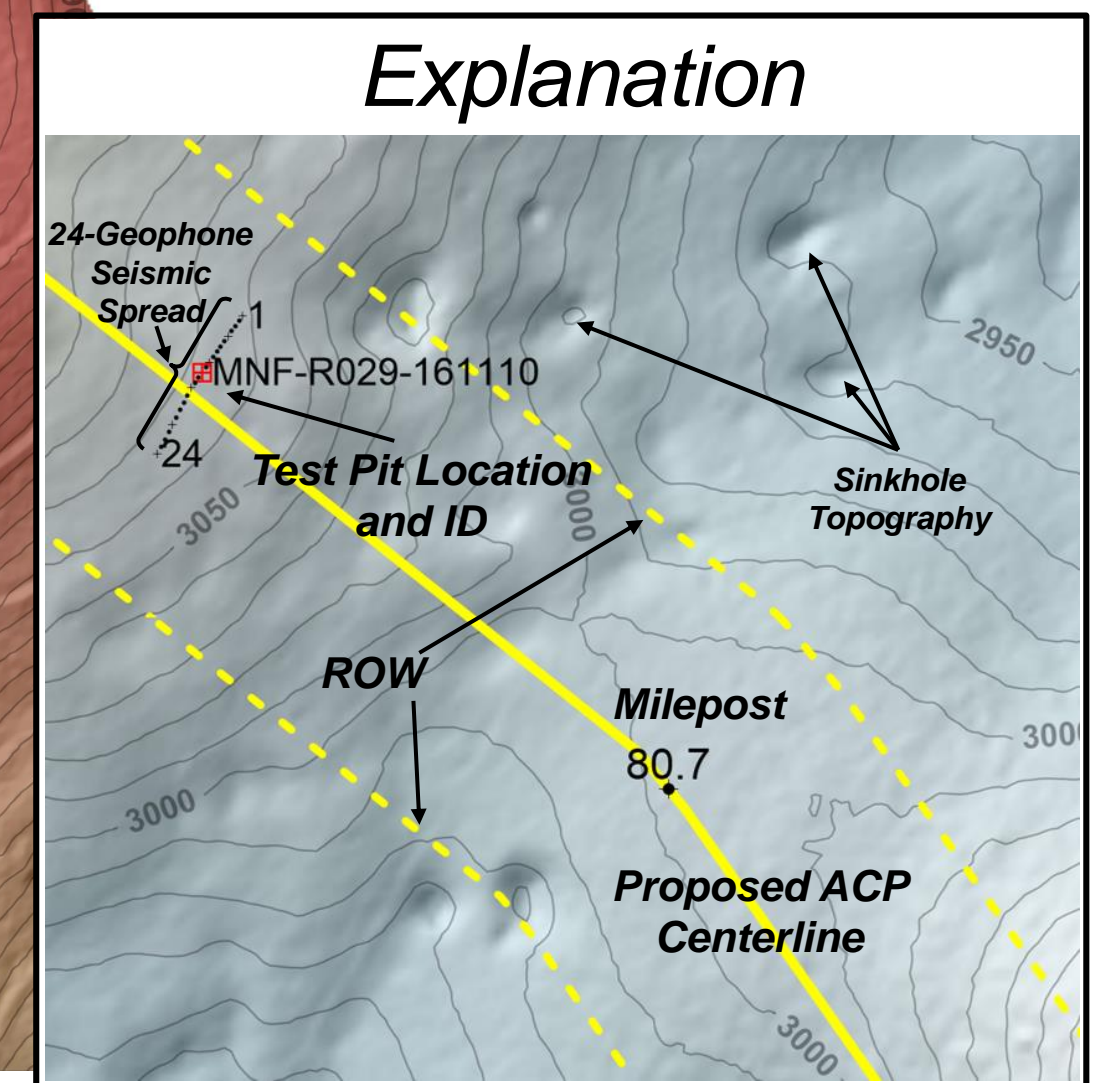 Explanation
24-Geophone
Seismic
Spread
1
MNF-R029-161110
24
2950
Test Pit Location
and ID
Sinkhole
Topography
3050
3000
ROW
Milepost
80.7
3000
3000
Proposed ACP
Centerline
3000